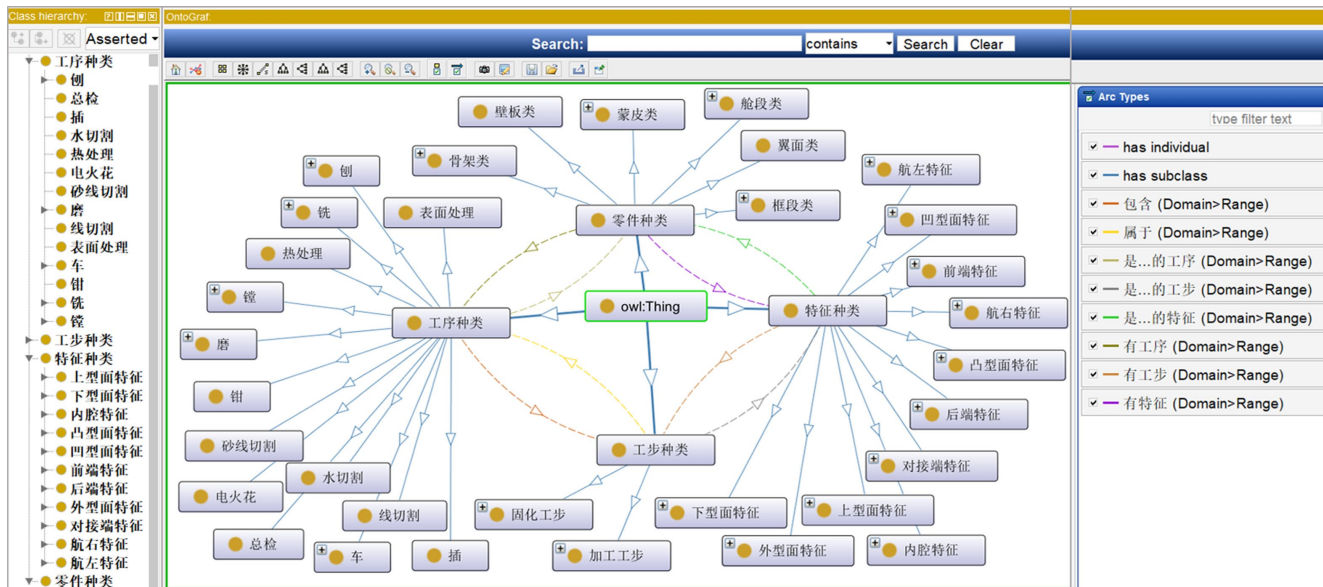 Class hierarchy:
Asserted
工序种类
刨
总检
插
水切割
热处理
电火花
砂线切割
磨
线切割
表面处理
车
钳
铣
镗
工步种类
特征种类
上型面特征
下型面特征
内腔特征
凸型面特征
凹型面特征
前端特征
后端特征
外型面特征
对接端特征
航右特征
航左特征
零件种类
OntoGraf:
Search:
contains
Search
Clear
壁板类
蒙皮类
舱段类
骨架类
翼面类
刨
航左特征
铣
表面处理
零件种类
框段类
凹型面特征
热处理
前端特征
镗
owl:Thing
工序种类
特征种类
航右特征
磨
凸型面特征
钳
后端特征
砂线切割
工步种类
水切割
对接端特征
电火花
线切割
固化工步
下型面特征
上型面特征
总检
车
插
加工工步
外型面特征
内腔特征
Arc Types
type filter text
has individual
has subclass
包含 (Domain>Range)
属于 (Domain>Range)
是...的工序 (Domain>Range)
是...的工步 (Domain>Range)
是...的特征 (Domain>Range)
有工序 (Domain>Range)
有工步 (Domain>Range)
有特征 (Domain>Range)